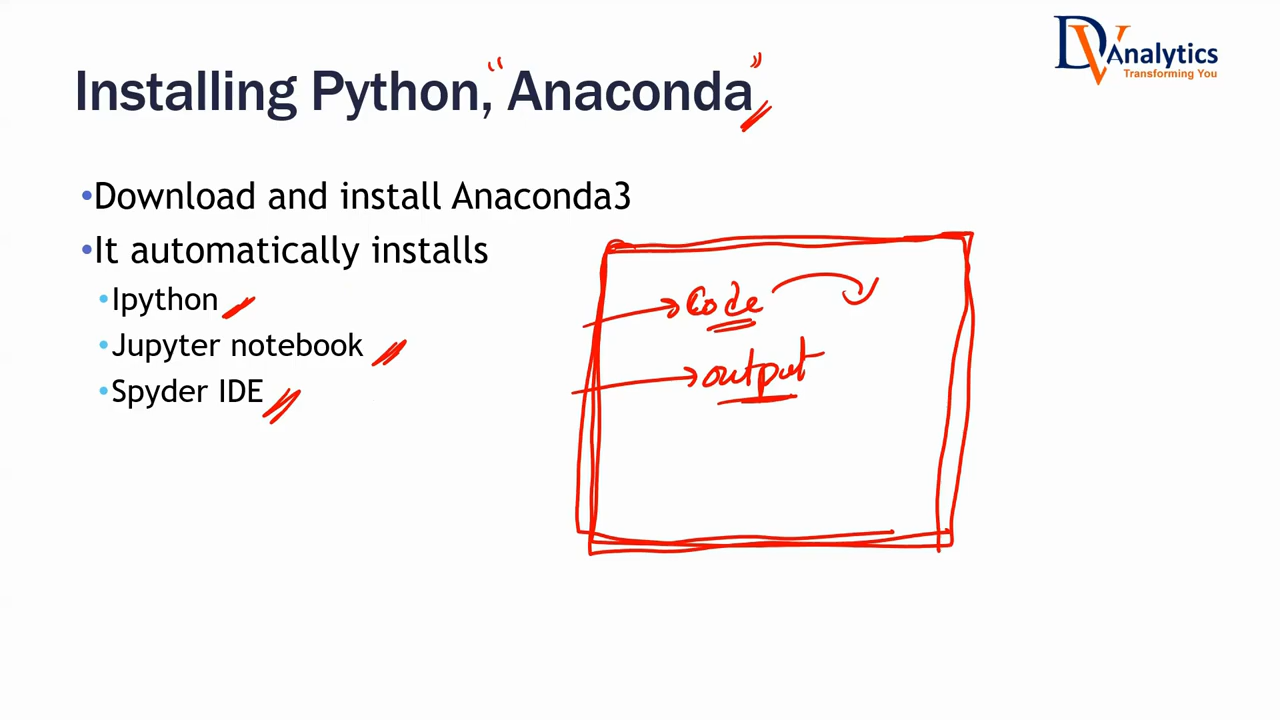 DV Analytics
Transforming You
Installing Python, “Anaconda”
•Download and install Anaconda3
•It automatically installs
•Ipython
•Jupyter notebook
•Spyder IDE
Code
output